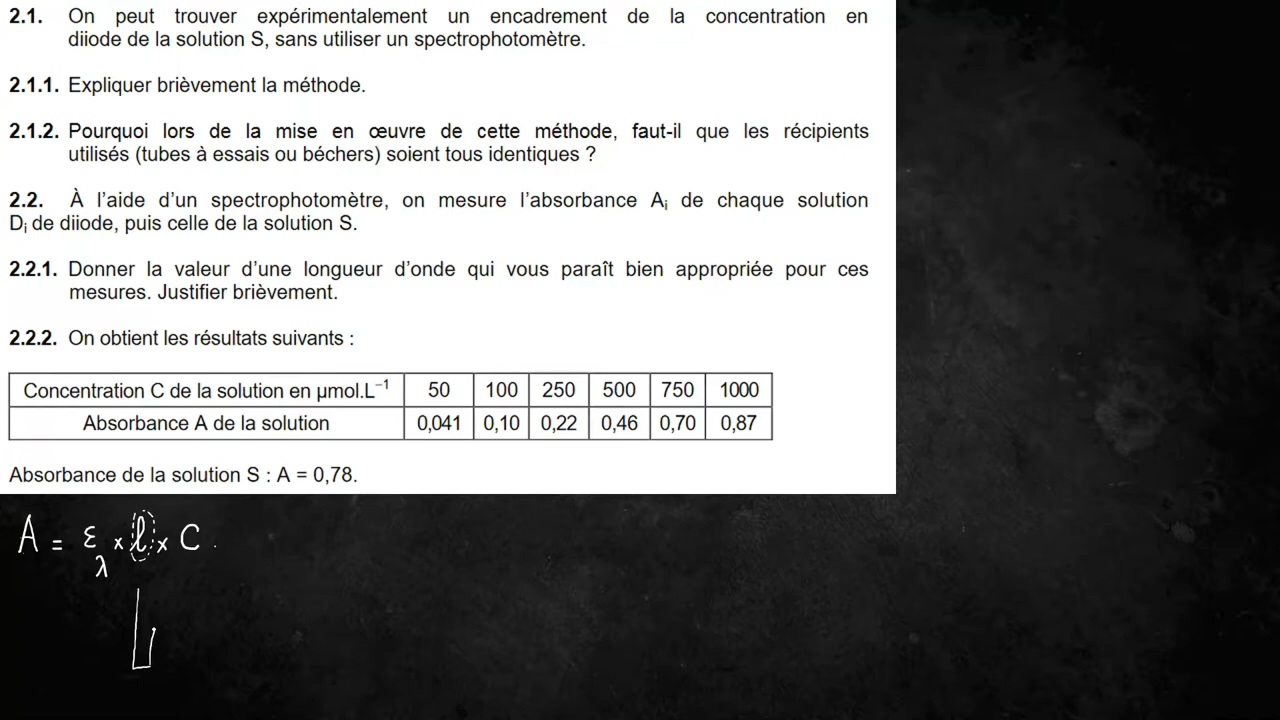 2.1. On peut trouver expérimentalement un encadrement de la concentration en
diiode de la solution S, sans utiliser un spectrophotomètre.
2.1.1. Expliquer brièvement la méthode.
2.1.2. Pourquoi lors de la mise en œuvre de cette méthode, faut-il que les récipients
utilisés (tubes à essais ou béchers) soient tous identiques ?
2.2. À l’aide d’un spectrophotomètre, on mesure l’absorbance Aᵢ de chaque solution
Dᵢ de diiode, puis celle de la solution S.
2.2.1. Donner la valeur d’une longueur d’onde qui vous paraît bien appropriée pour ces
mesures. Justifier brièvement.
2.2.2. On obtient les résultats suivants :
Concentration C de la solution en µmol.L⁻¹ 50 100 250 500 750 1000
Absorbance A de la solution 0,041 0,10 0,22 0,46 0,70 0,87
Absorbance de la solution S : A = 0,78.
A = ε_λ × l × C